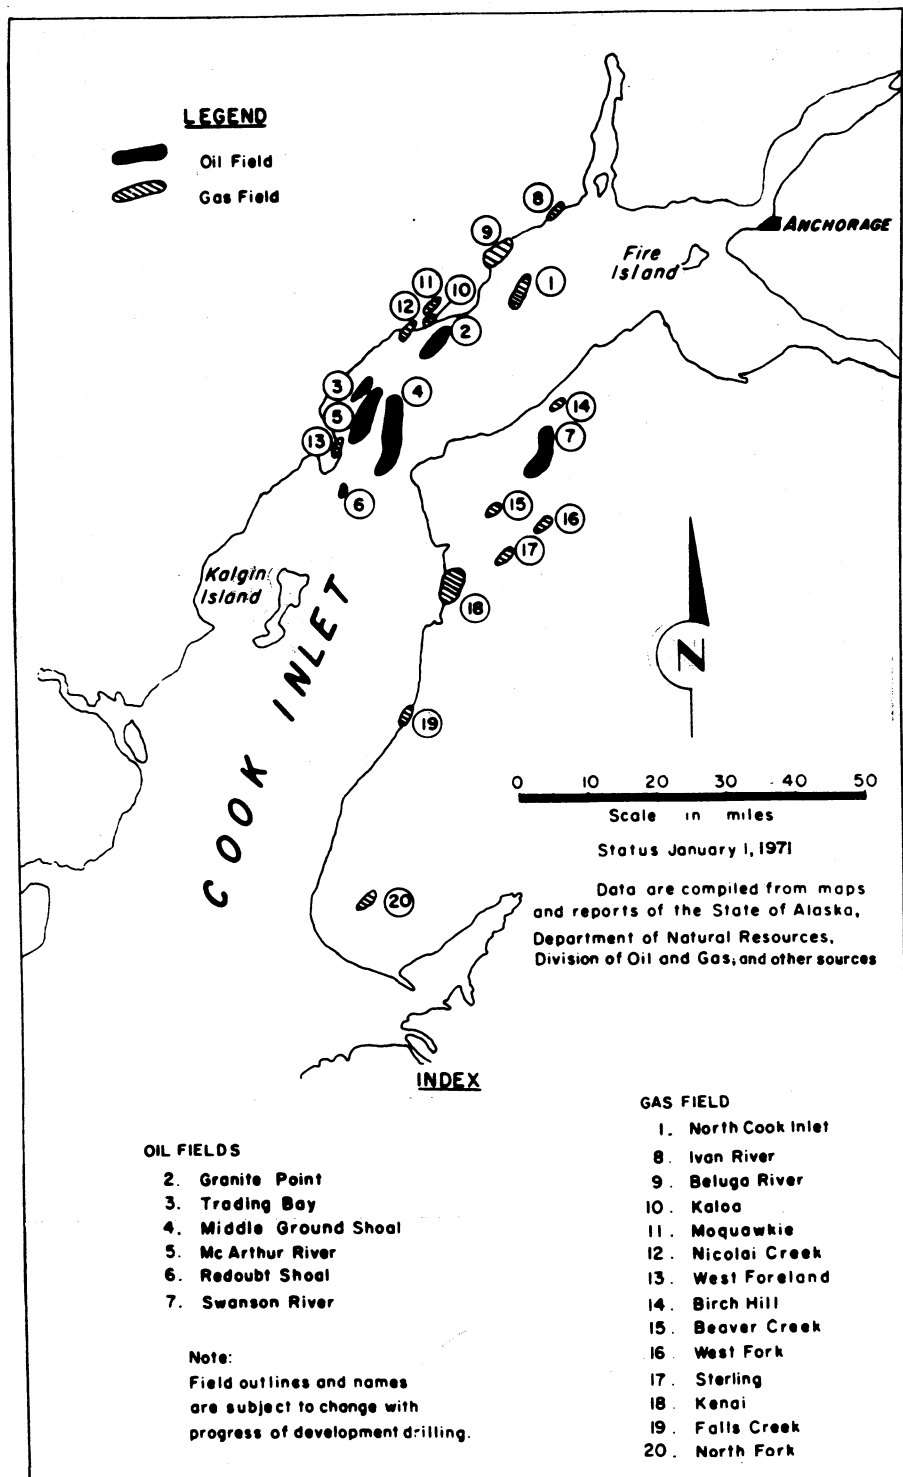 LEGEND
Oil Field
Gas Field
8
9
ANCHORAGE
Fire
Island
1
11
10
12
2
3
4
5
14
13
7
6
15
16
17
Kalgin
Island
18
COOK INLET
N
19
0 10 20 30 40 50
Scale in miles
Status January 1, 1971
20
Data are compiled from maps
and reports of the State of Alaska,
Department of Natural Resources,
Division of Oil and Gas, and other sources
INDEX
OIL FIELDS
2. Granite Point
3. Trading Bay
4. Middle Ground Shoal
5. Mc Arthur River
6. Redoubt Shoal
7. Swanson River
Note:
Field outlines and names
are subject to change with
progress of development drilling.
GAS FIELD
1. North Cook Inlet
8. Ivan River
9. Beluga River
10. Kaloa
11. Moquawkie
12. Nicolai Creek
13. West Foreland
14. Birch Hill
15. Beaver Creek
16. West Fork
17. Sterling
18. Kenai
19. Falls Creek
20. North Fork